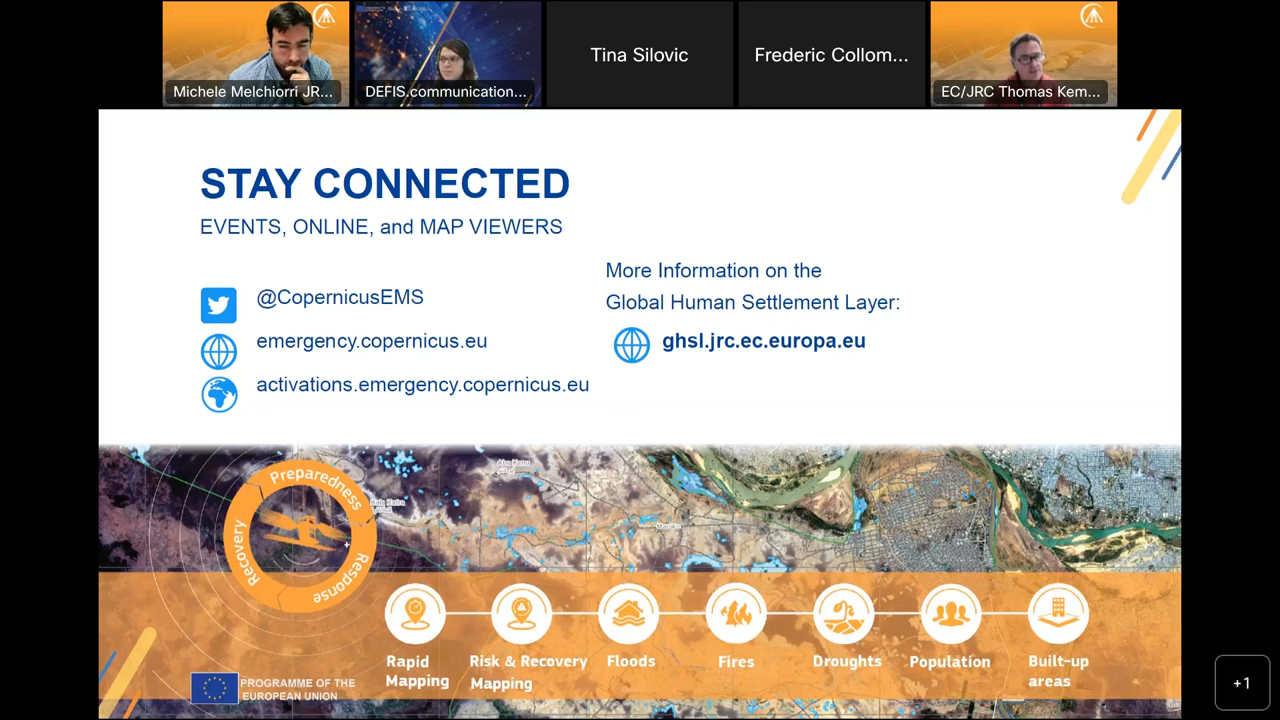 Tina Silovic
Frederic Collom...
Michele Melchiorri JR...
DEFIS.communication...
EC/JRC Thomas Kem...
STAY CONNECTED
EVENTS, ONLINE, and MAP VIEWERS
@CopernicusEMS
emergency.copernicus.eu
activations.emergency.copernicus.eu
More Information on the
Global Human Settlement Layer:
ghsl.jrc.ec.europa.eu
Preparedness
Response
Recovery
Rapid
Mapping
Risk & Recovery
Mapping
Floods
Fires
Droughts
Population
Built-up
areas
PROGRAMME OF THE
EUROPEAN UNION
+1